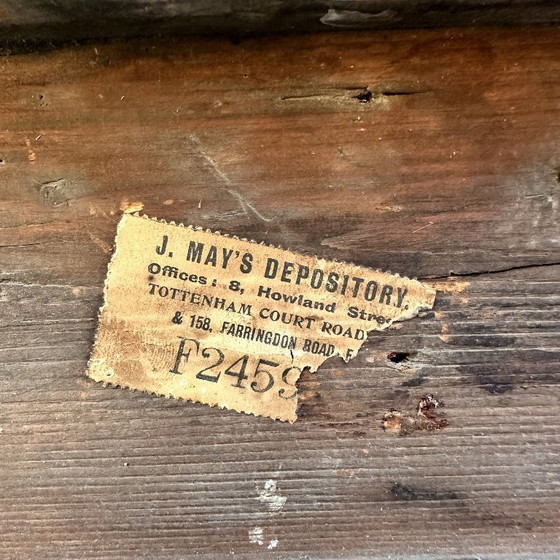 J. MAY'S DEPOSITORY,
Offices: 8, Howland Stre
TOTTENHAM COURT ROAD
& 158, FARRINGDON ROAD, E
F2459